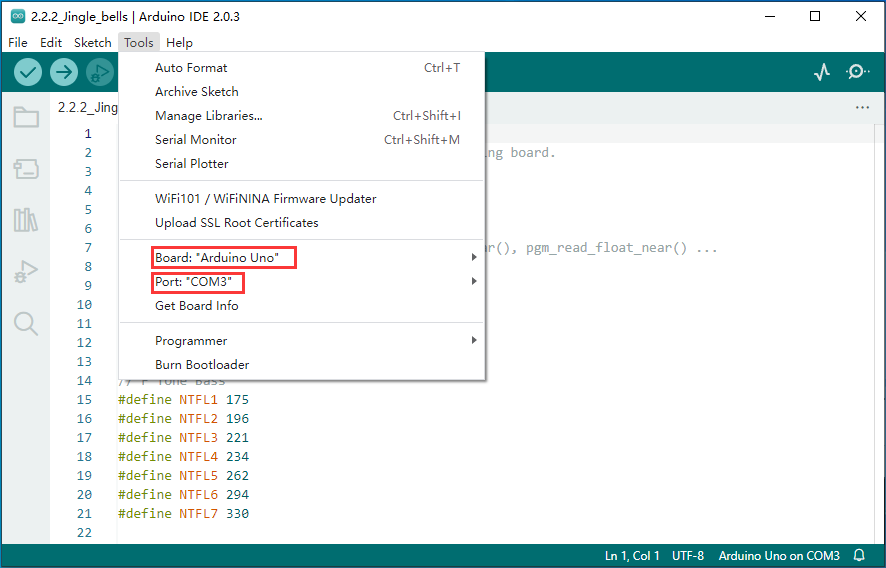 2.2.2_Jingle_bells | Arduino IDE 2.0.3
File Edit Sketch Tools Help
2.2.2_Jing
Auto Format Ctrl+T
Archive Sketch
Manage Libraries... Ctrl+Shift+I
Serial Monitor Ctrl+Shift+M
Serial Plotter
WiFi101 / WiFiNINA Firmware Updater
Upload SSL Root Certificates
Board: "Arduino Uno"
Port: "COM3"
Get Board Info
Programmer
Burn Bootloader
1
2 ng board.
3
4
5
6
7 ar(), pgm_read_float_near() ...
8
9
10
11
12
13
14 // F Tone Bass
15 #define NTFL1 175
16 #define NTFL2 196
17 #define NTFL3 221
18 #define NTFL4 234
19 #define NTFL5 262
20 #define NTFL6 294
21 #define NTFL7 330
22
Ln 1, Col 1 UTF-8 Arduino Uno on COM3